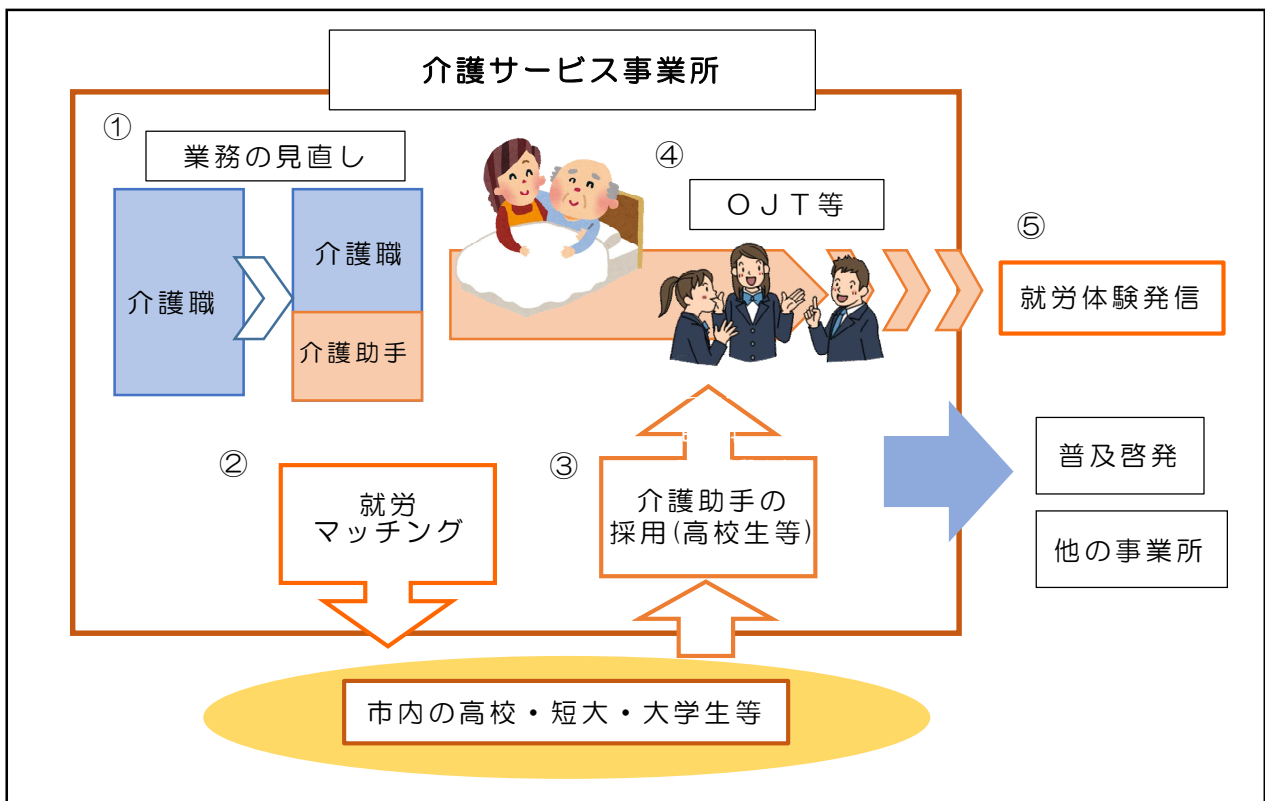 介護サービス事業所
①
業務の見直し
介護職
介護職
介護助手
④
ＯＪＴ等
⑤
就労体験発信
②
就労
マッチング
③
介護助手の
採用(高校生等)
普及啓発
他の事業所
市内の高校・短大・大学生等